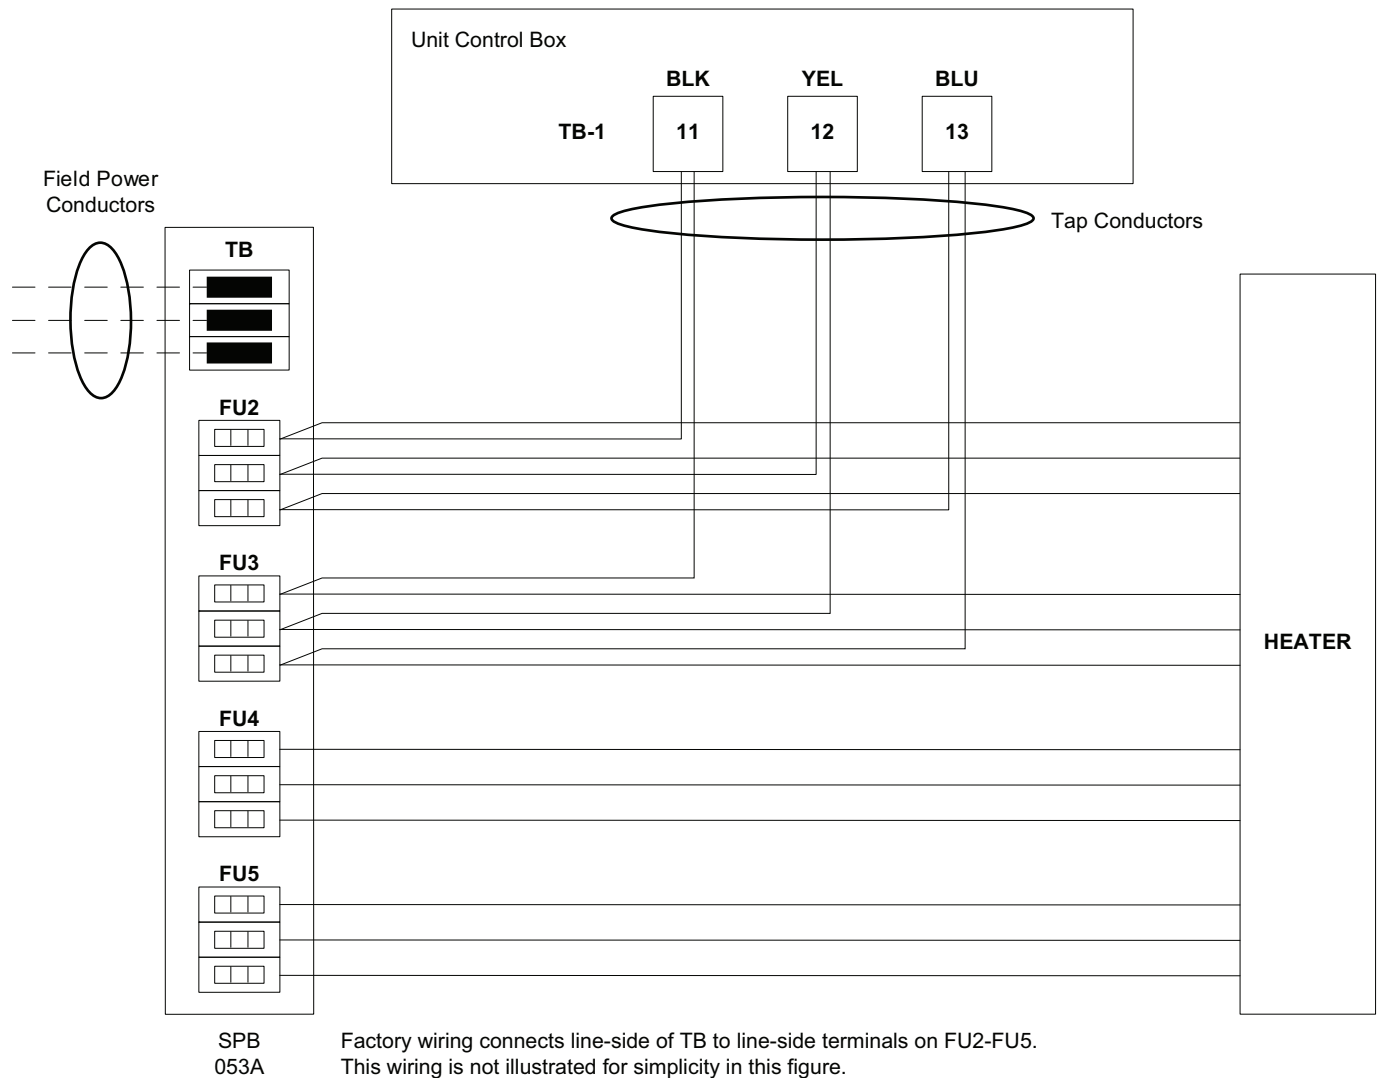 Unit Control Box
BLK YEL BLU
TB-1 11 12 13
Field Power
Conductors
Tap Conductors
TB
FU2
FU3
HEATER
FU4
FU5
SPB
053A
Factory wiring connects line-side of TB to line-side terminals on FU2-FU5.
This wiring is not illustrated for simplicity in this figure.